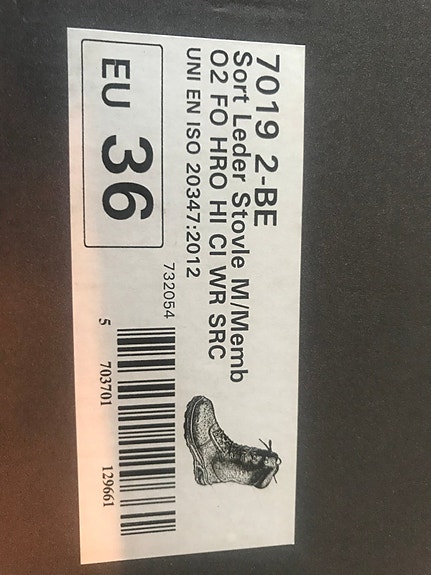 7019 2-BE
Sort Leder Stovle M/Memb
O2 FO HRO HI CI WR SRC
UNI EN ISO 20347:2012
EU 36
732054
5 703701 129661